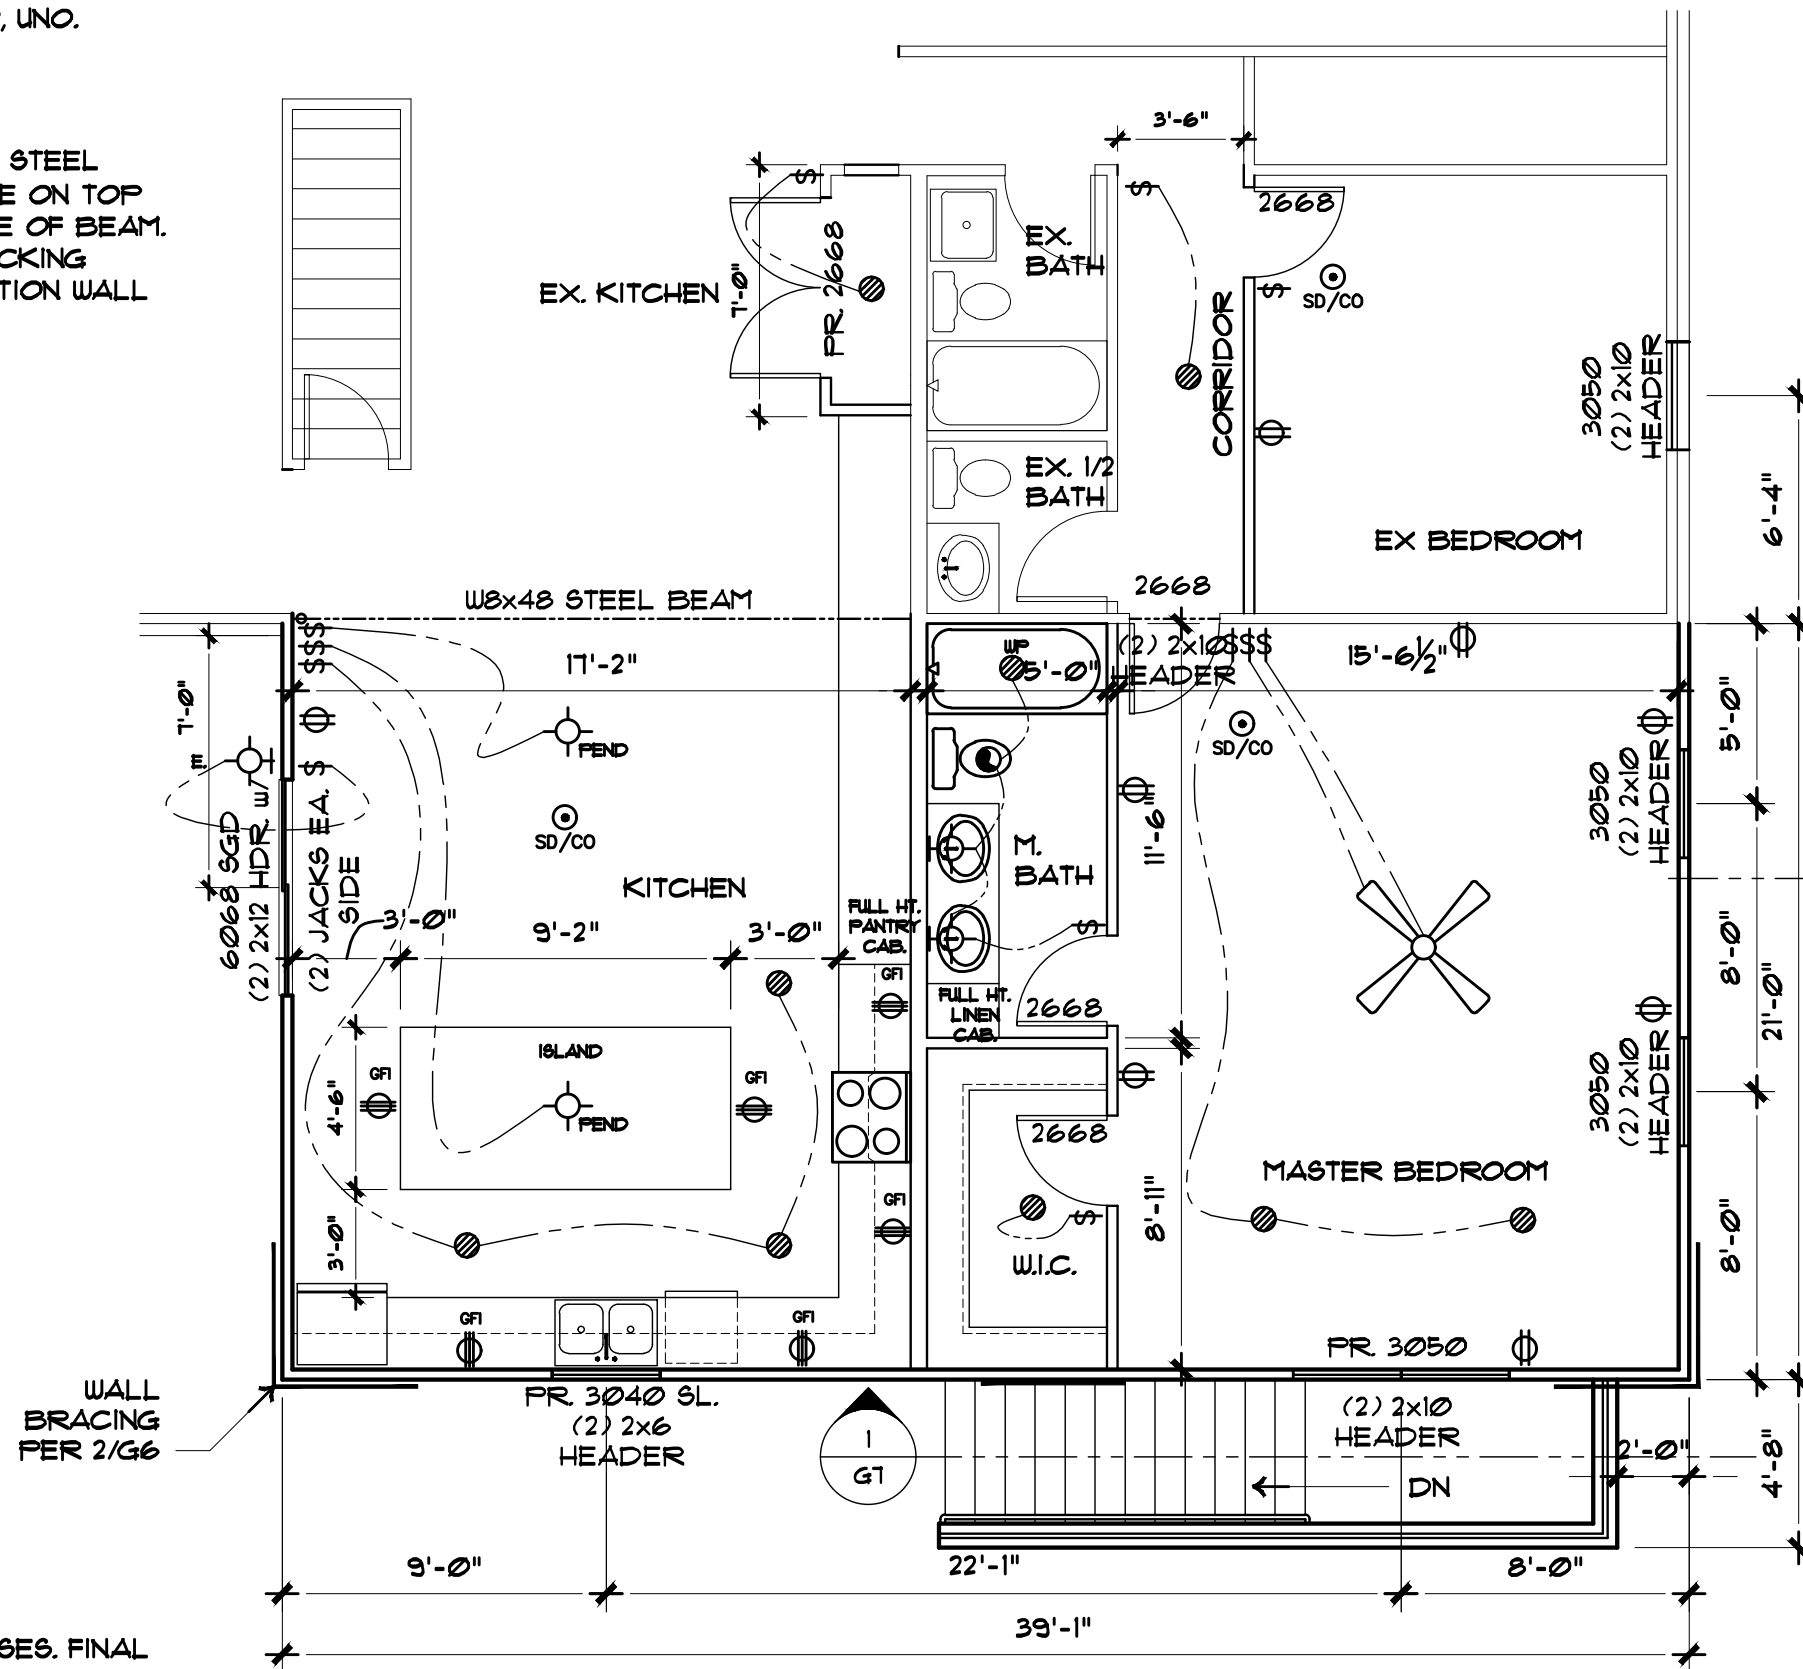 , UNO.
STEEL
E ON TOP
E OF BEAM.
CKING
TION WALL
3'-6"
2668
EX. KITCHEN
7'-0"
PR. 2668
EX.
BATH
SD/CO
CORRIDOR
3050
(2) 2x10
HEADER
EX. 1/2
BATH
EX BEDROOM
6'-4"
W8x48 STEEL BEAM
2668
17'-2"
WP
5'-0"
(2) 2x10
HEADER
$$$
$$$
15'-6½"
7'-0"
PEND
SD/CO
SD/CO
5'-0"
6068 SGD
(2) 2x12 HDR. w/
(2) JACKS EA.
SIDE
KITCHEN
M.
BATH
11'-6"
3050
(2) 2x10
HEADER
3'-0"
9'-2"
3'-0"
FULL HT.
PANTRY
CAB.
GFI
8'-0"
21'-0"
FULL HT.
LINEN
CAB.
2668
ISLAND
GFI
GFI
4'-6"
PEND
2668
3050
(2) 2x10
HEADER
MASTER BEDROOM
8'-11"
GFI
3'-0"
W.I.C.
8'-0"
GFI
GFI
PR. 3050
WALL
BRACING
PER 2/G6
PR. 3040 SL.
(2) 2x6
HEADER
1
G7
(2) 2x10
HEADER
DN
2'-0"
4'-8"
9'-0"
22'-1"
8'-0"
39'-1"
SES. FINAL